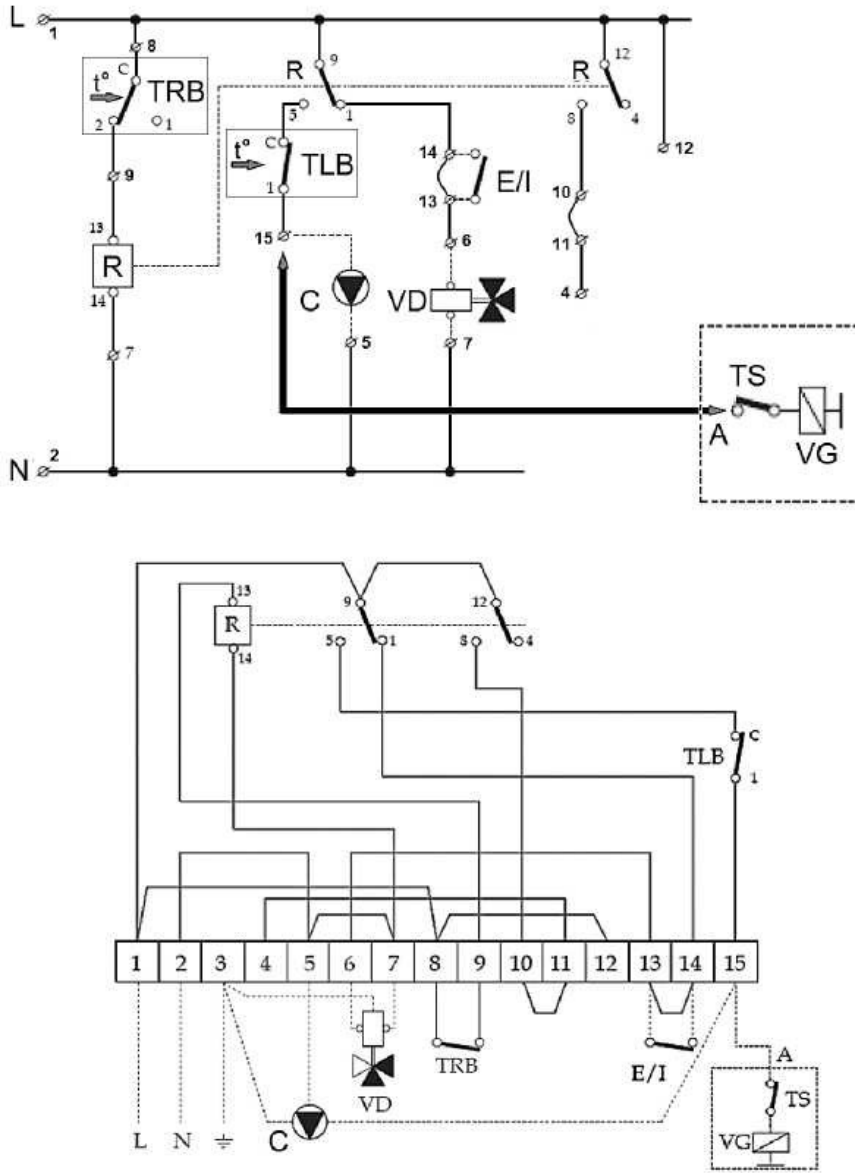 L 1
8
9
12
C
t° TRB
R
R
2 1
5 1
8 4
t° C TLB
1
14
E/I
12
9
13
10
13
15
6
11
R
C
VD
4
14
7
5
7
TS
A
VG
N 2
13
9
12
R
14
5 1
8 4
C
TLB
1
1 2 3 4 5 6 7 8 9 10 11 12 13 14 15
TRB
E/I
A
VD
TS
L N C
VG